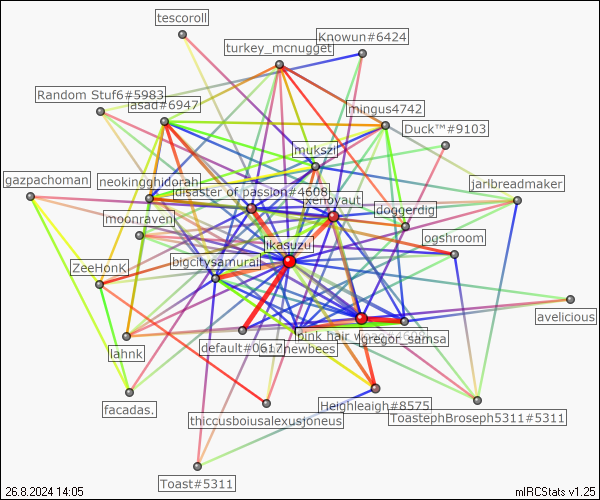 tescoroll
Knowun#6424
turkey_mcnugget
Random Stuf6#5983
asad#6947
mingus4742
Duck™#9103
mukszi
gazpachoman
neokingghidorah
disaster of passion#4608
jarlbreadmaker
xenoyaut
doggerdig
moonraven
ikasuzu
ogshroom
ZeeHonK
bigcitysamurai
avelicious
pink hair
gregor_samsa
default#0617
newbees
lahnk
facadas.
Heighleaigh#8575
thiccusboiusalexusjoneus
ToastephBroseph5311#5311
Toast#5311
26.8.2024 14:05
mIRCStats v1.25